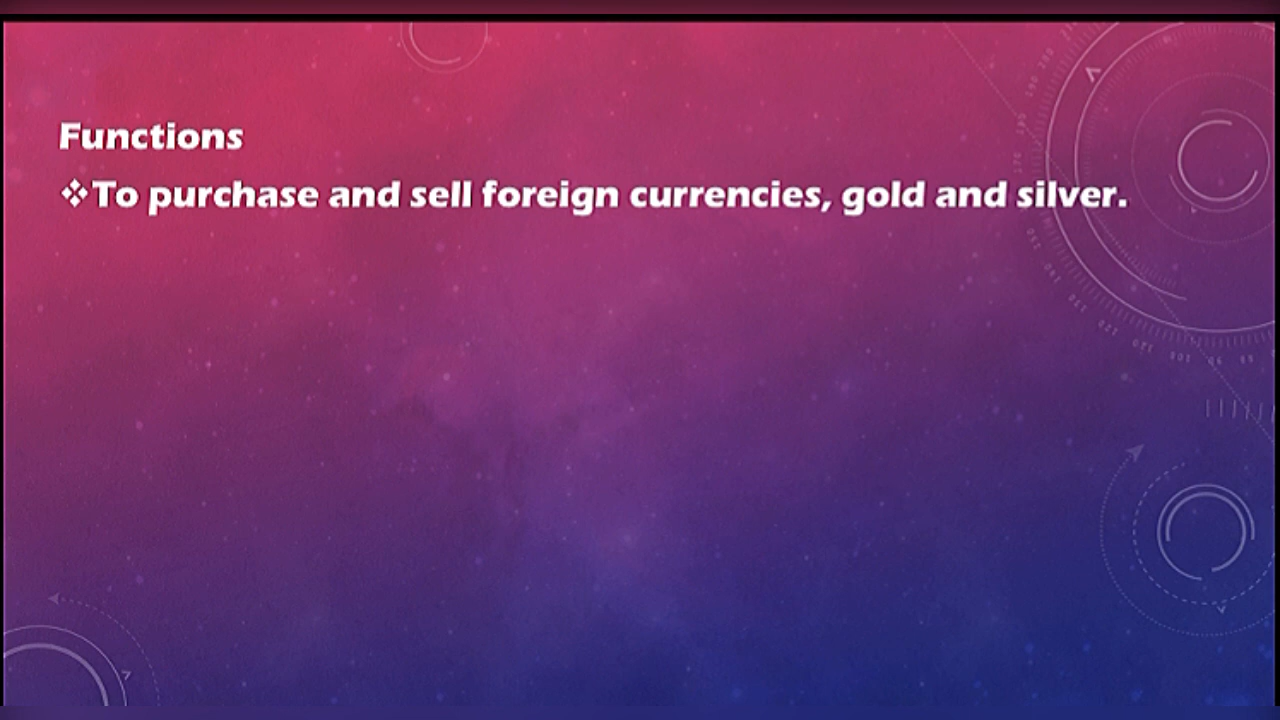 Functions
❖To purchase and sell foreign currencies, gold and silver.